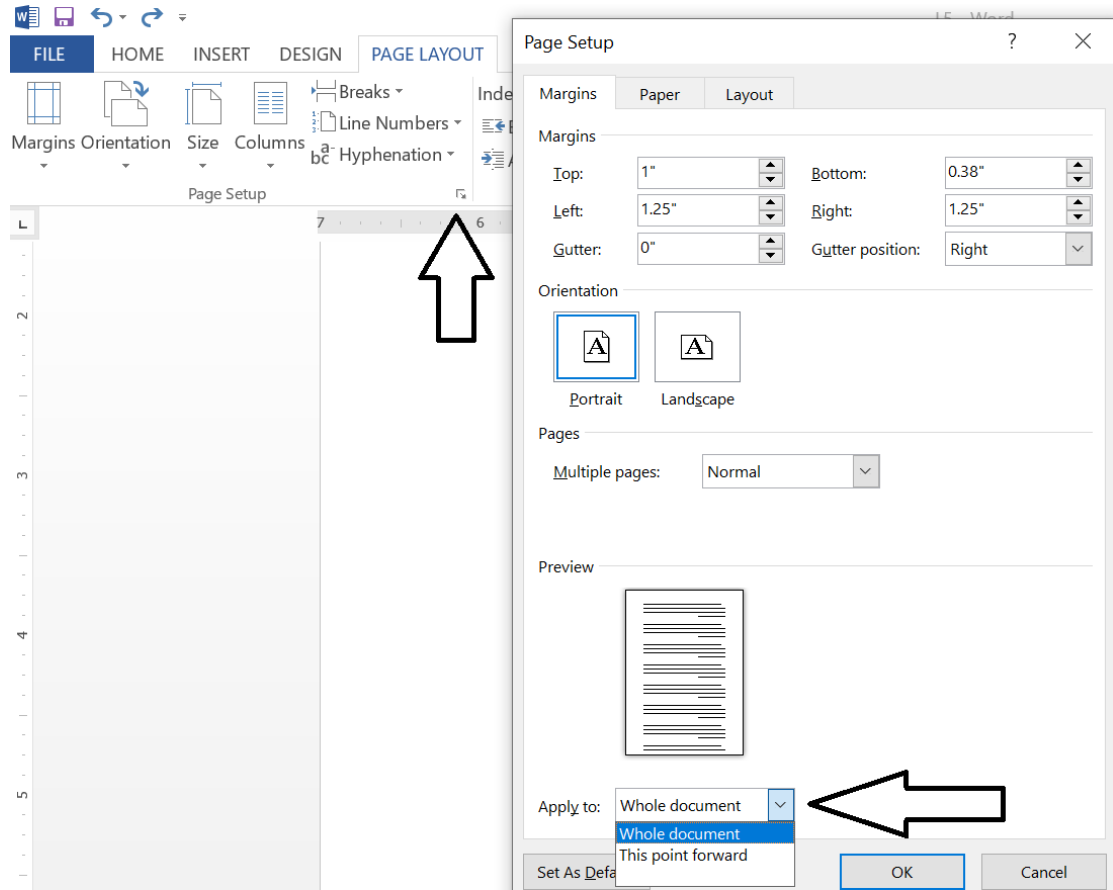 L5 - Word
FILE HOME INSERT DESIGN PAGE LAYOUT
Breaks
Line Numbers
Hyphenation
Margins Orientation Size Columns
Page Setup
7 6
2
3
4
5
Page Setup ?
Margins Paper Layout
Margins
Top: 1" Bottom: 0.38"
Left: 1.25" Right: 1.25"
Gutter: 0" Gutter position: Right
Orientation
A A
Portrait Landscape
Pages
Multiple pages: Normal
Preview
Apply to: Whole document
Whole document
This point forward
Set As Defa OK Cancel